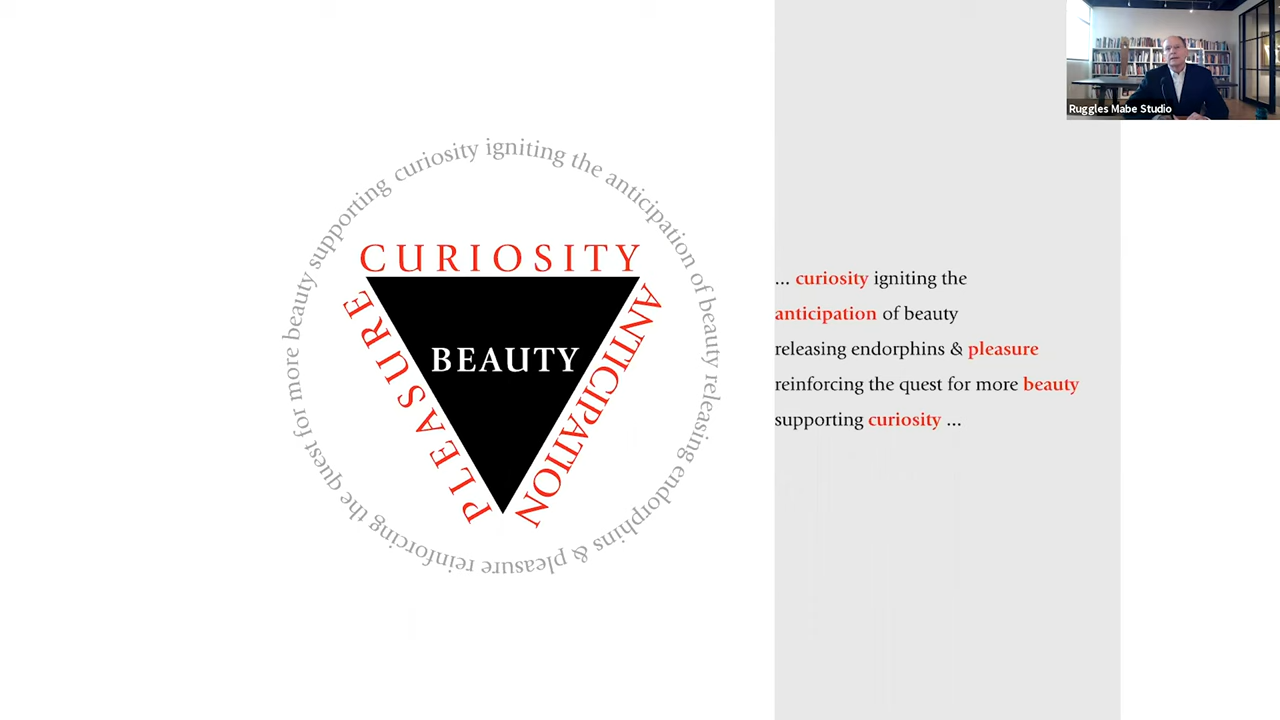 Ruggles Mabe Studio
curiosity igniting the anticipation of beauty releasing endorphins & pleasure reinforcing the quest for more beauty supporting
CURIOSITY
ANTICIPATION
PLEASURE
BEAUTY
... curiosity igniting the
anticipation of beauty
releasing endorphins & pleasure
reinforcing the quest for more beauty
supporting curiosity ...